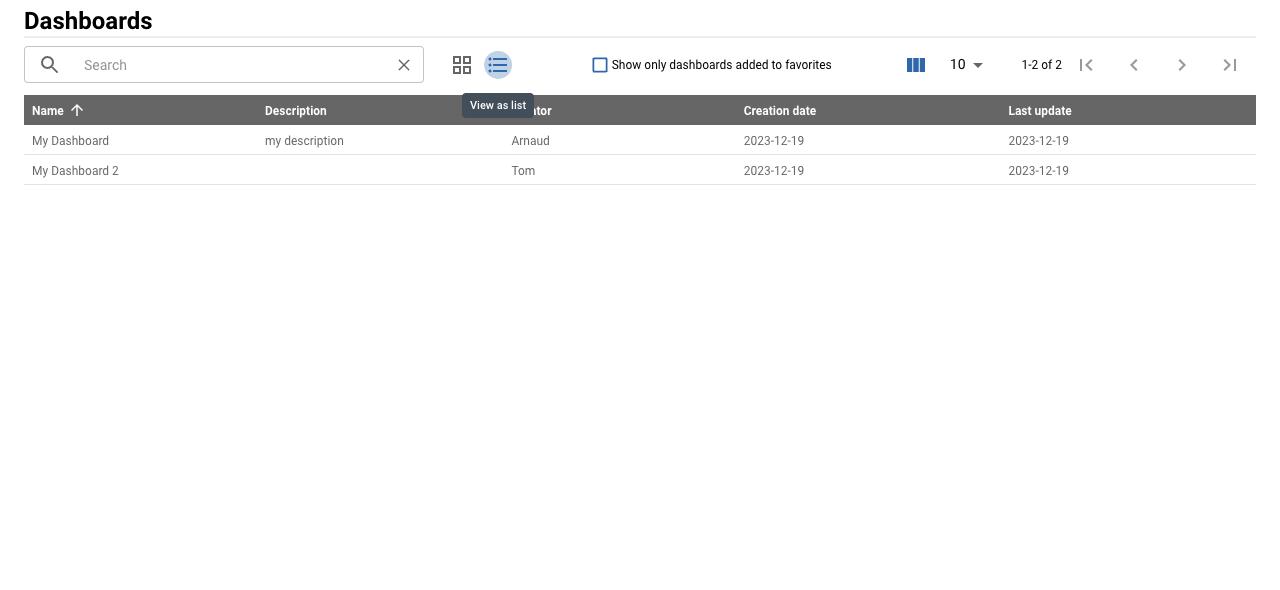 Dashboards
Search
Show only dashboards added to favorites
10
1-2 of 2
View as list
Name Description Creation date Last update
My Dashboard my description Arnaud 2023-12-19 2023-12-19
My Dashboard 2 Tom 2023-12-19 2023-12-19